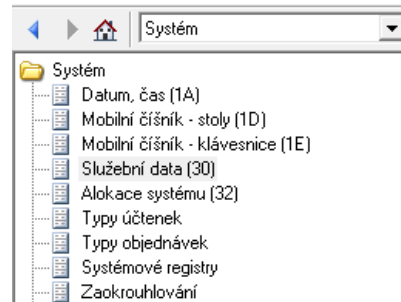 Systém
Systém
Datum, čas (1A)
Mobilní číšník - stoly (1D)
Mobilní číšník - klávesnice (1E)
Služební data (30)
Alokace systému (32)
Typy účtenek
Typy objednávek
Systémové registry
Zaokrouhlování